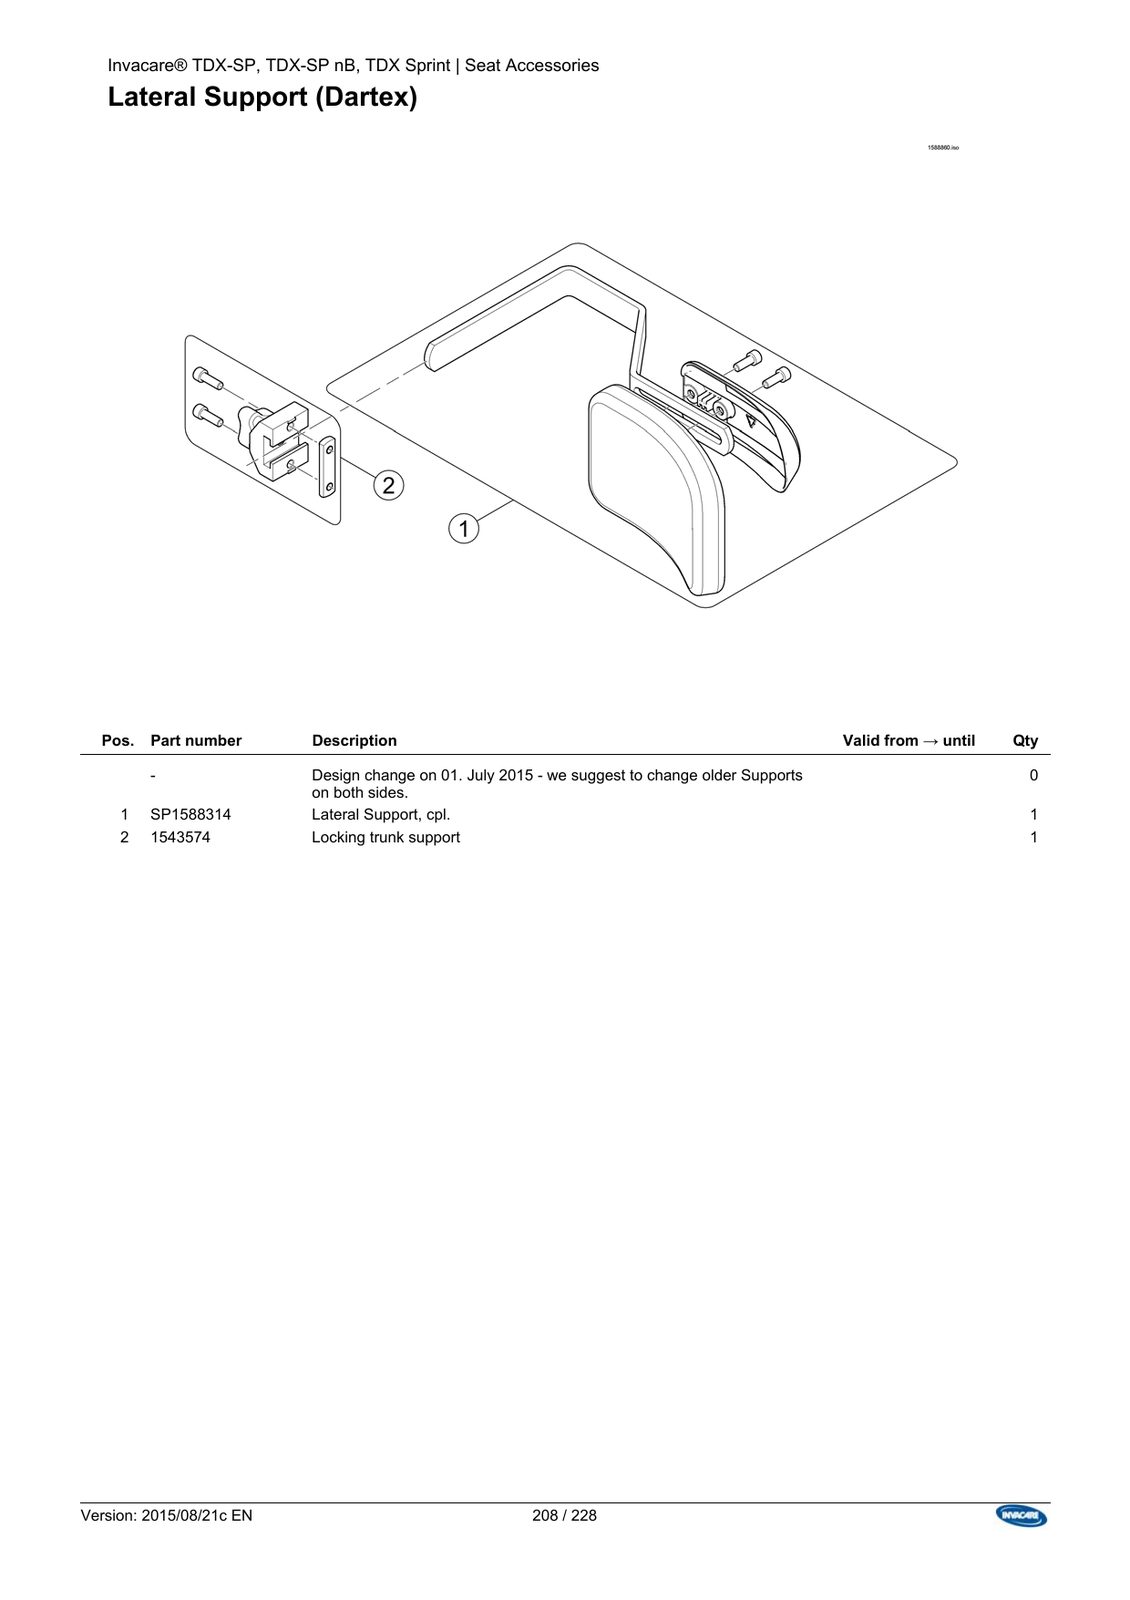 Invacare® TDX-SP, TDX-SP nB, TDX Sprint | Seat Accessories
Lateral Support (Dartex)
1588860.iso
2
1
Pos. Part number Description Valid from → until Qty
- Design change on 01. July 2015 - we suggest to change older Supports 0
on both sides.
1 SP1588314 Lateral Support, cpl. 1
2 1543574 Locking trunk support 1
Version: 2015/08/21c EN 208 / 228 INVACARE